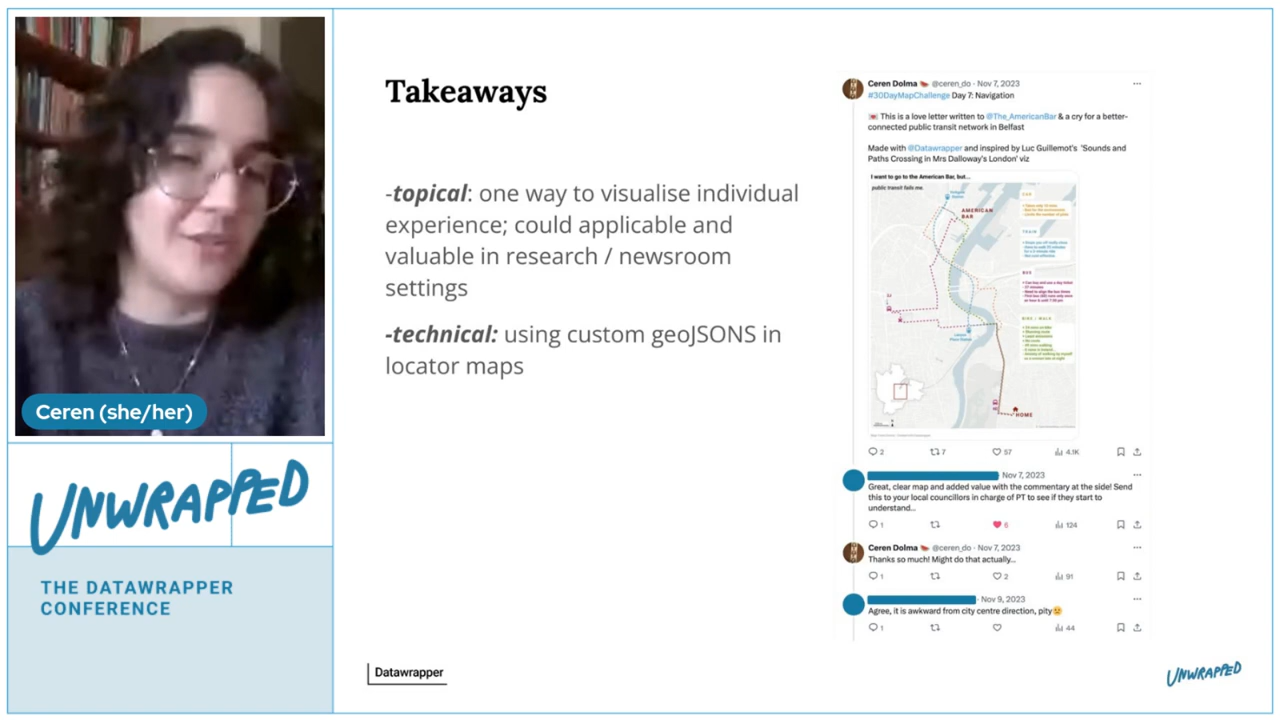 Ceren (she/her)
UNWRAPPED
THE DATAWRAPPER
CONFERENCE
Takeaways
-topical: one way to visualise individual
experience; could applicable and
valuable in research / newsroom
settings
-technical: using custom geoJSONS in
locator maps
Ceren Dolma @ceren_do · Nov 7, 2023
#30DayMapChallenge Day 7: Navigation
This is a love letter written to @The_AmericanBar & a cry for a better-
connected public transit network in Belfast
Made with @Datawrapper and inspired by Luc Guillemot's 'Sounds and
Paths Crossing in Mrs Dalloway's London' viz
I want to go to the American Bar, but...
public transit fails me
AMERICAN
BAR
CAR
TRAIN
BUS
BIKE / WALK
HOME
2 7 57 4.1K
Nov 7, 2023
Great, clear map and added value with the commentary at the side! Send
this to your local councillors in charge of PT to see if they start to
understand...
1 6 124
Ceren Dolma @ceren_do · Nov 7, 2023
Thanks so much! Might do that actually...
1 2 91
· Nov 9, 2023
Agree, it is awkward from city centre direction, pity
1 44
Datawrapper
UNWRAPPED